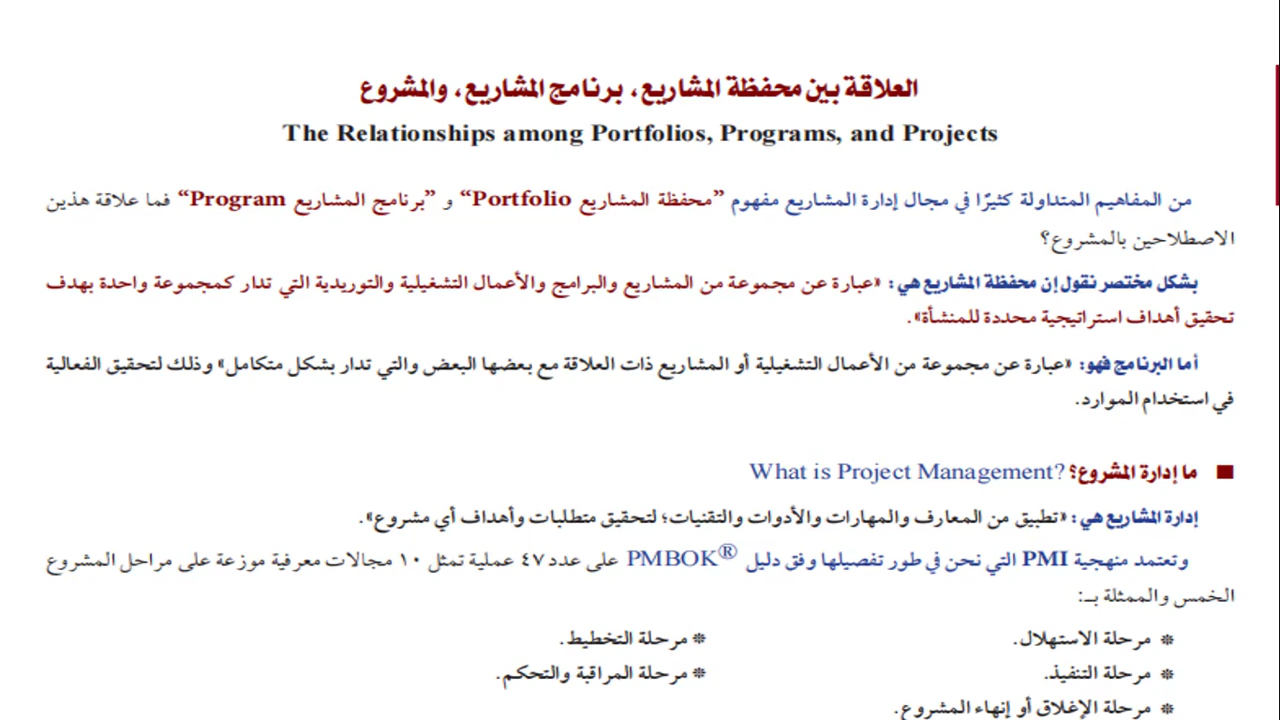 العلاقة بين محفظة المشاريع، برنامج المشاريع، والمشروع
The Relationships among Portfolios, Programs, and Projects
من المفاهيم المتداولة كثيرًا في مجال إدارة المشاريع مفهوم ”محفظة المشاريع Portfolio“ و ”برنامج المشاريع Program“ فما علاقة هذين
الاصطلاحين بالمشروع؟
بشكل مختصر نقول إن محفظة المشاريع هي: «عبارة عن مجموعة من المشاريع والبرامج والأعمال التشغيلية والتوريدية التي تدار كمجموعة واحدة بهدف
تحقيق أهداف استراتيجية محددة للمنشأة».
أما البرنامج فهو: «عبارة عن مجموعة من الأعمال التشغيلية أو المشاريع ذات العلاقة مع بعضها البعض والتي تدار بشكل متكامل» وذلك لتحقيق الفعالية
في استخدام الموارد.
■ ما إدارة المشروع؟ What is Project Management?
إدارة المشاريع هي: «تطبيق من المعارف والمهارات والأدوات والتقنيات؛ لتحقيق متطلبات وأهداف أي مشروع».
وتعتمد منهجية PMI التي نحن في طور تفصيلها وفق دليل PMBOK® على عدد ٤٧ عملية تمثل ١٠ مجالات معرفية موزعة على مراحل المشروع
الخمس والممثلة بـ:
❊ مرحلة الاستهلال. ❊ مرحلة التخطيط.
❊ مرحلة التنفيذ. ❊ مرحلة المراقبة والتحكم.
❊ مرحلة الإغلاق أو إنهاء المشروع.